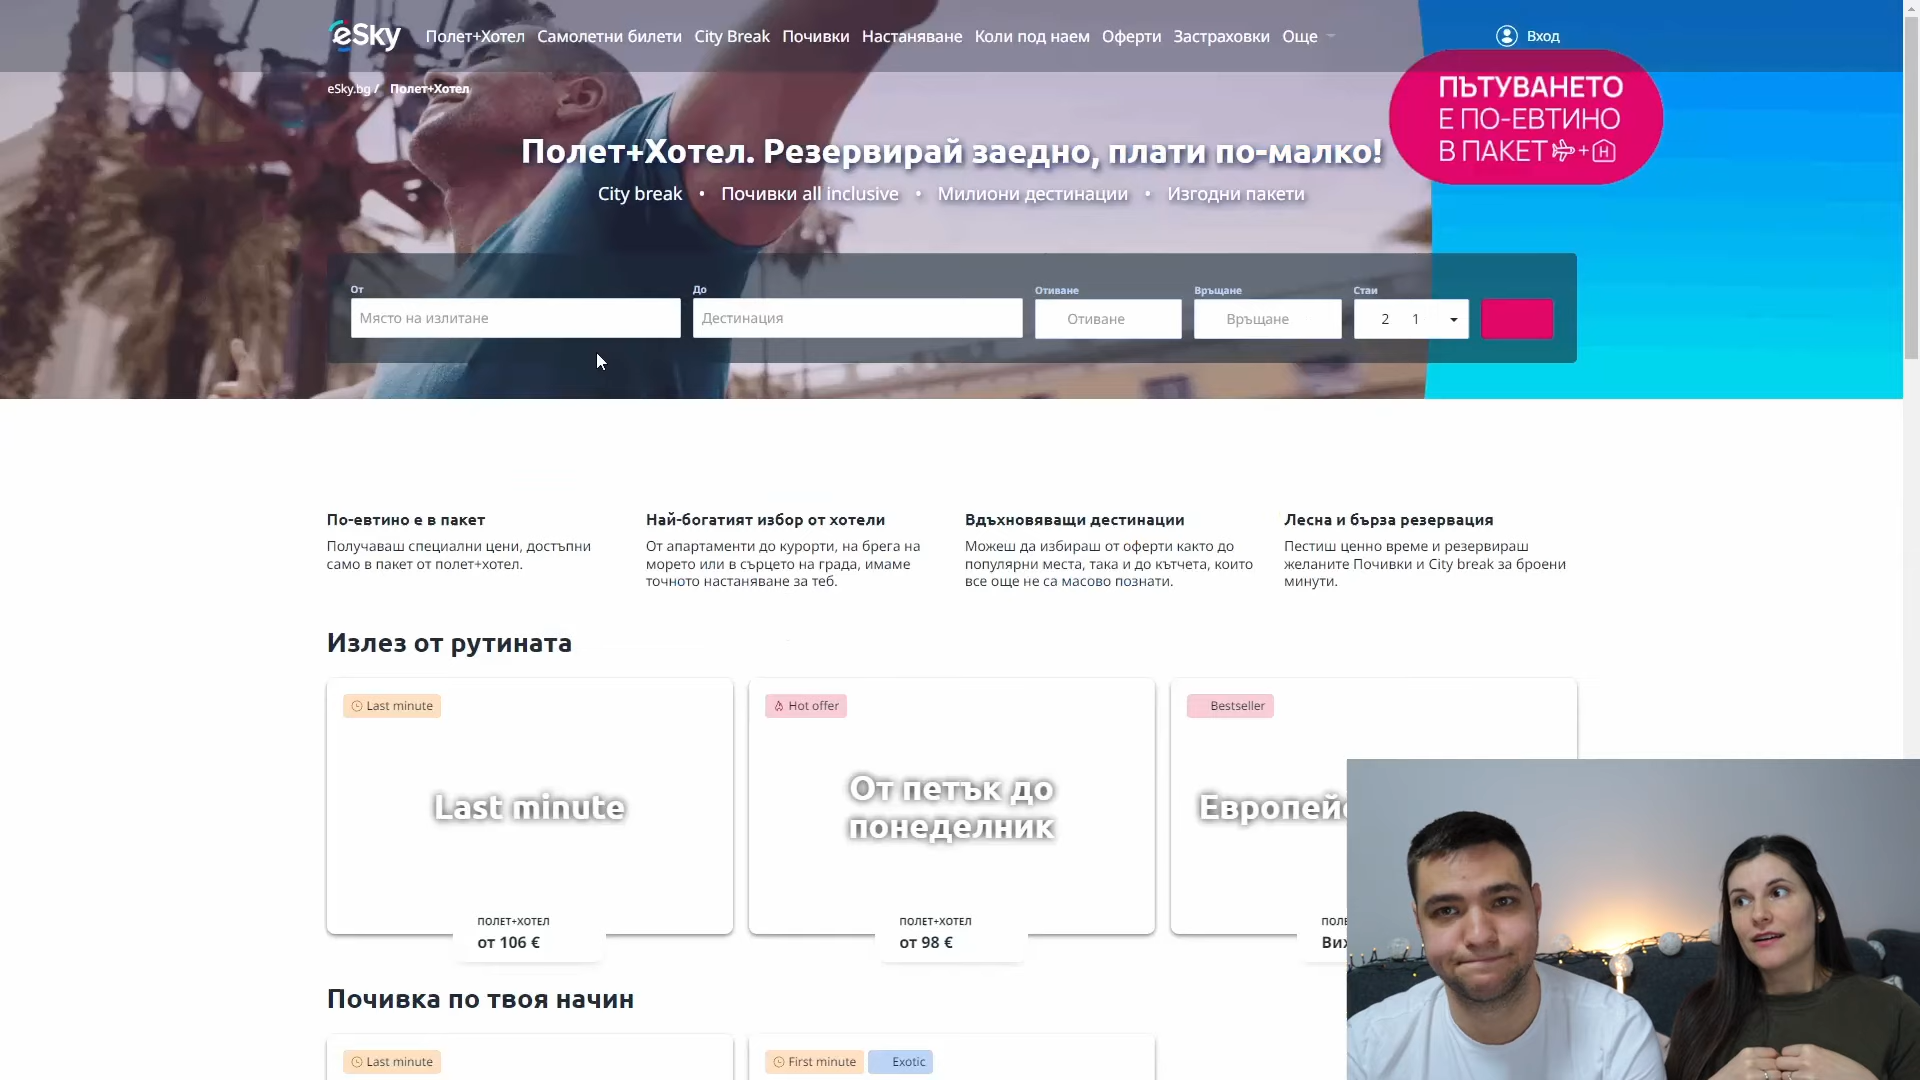 eSky
Полет+Хотел
Самолетни билети
City Break
Почивки
Настаняване
Коли под наем
Оферти
Застраховки
Още
Вход
eSky.bg / Полет+Хотел
ПЪТУВАНЕТО
Е ПО-ЕВТИНО
В ПАКЕТ
+
H
Полет+Хотел. Резервирай заедно, плати по-малко!
City break • Почивки all inclusive • Милиони дестинации • Изгодни пакети
От
До
Отиване
Връщане
Стаи
Място на излитане
Дестинация
Отиване
Връщане
2 1
По-евтино е в пакет
Получаваш специални цени, достъпни
само в пакет от полет+хотел.
Най-богатият избор от хотели
От апартаменти до курорти, на брега на
морето или в сърцето на града, имаме
точното настаняване за теб.
Вдъхновяващи дестинации
Можеш да избираш от оферти както до
популярни места, така и до кътчета, които
все още не са масово познати.
Лесна и бърза резервация
Пестиш ценно време и резервираш
желаните Почивки и City break за броени
минути.
Излез от рутината
Last minute
Last minute
ПОЛЕТ+ХОТЕЛ
от 106 €
Hot offer
От петък до
понеделник
ПОЛЕТ+ХОТЕЛ
от 98 €
Bestseller
Почивка по твоя начин
Last minute
First minute
Exotic